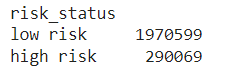 risk_status
low risk     1970599
high risk     290069